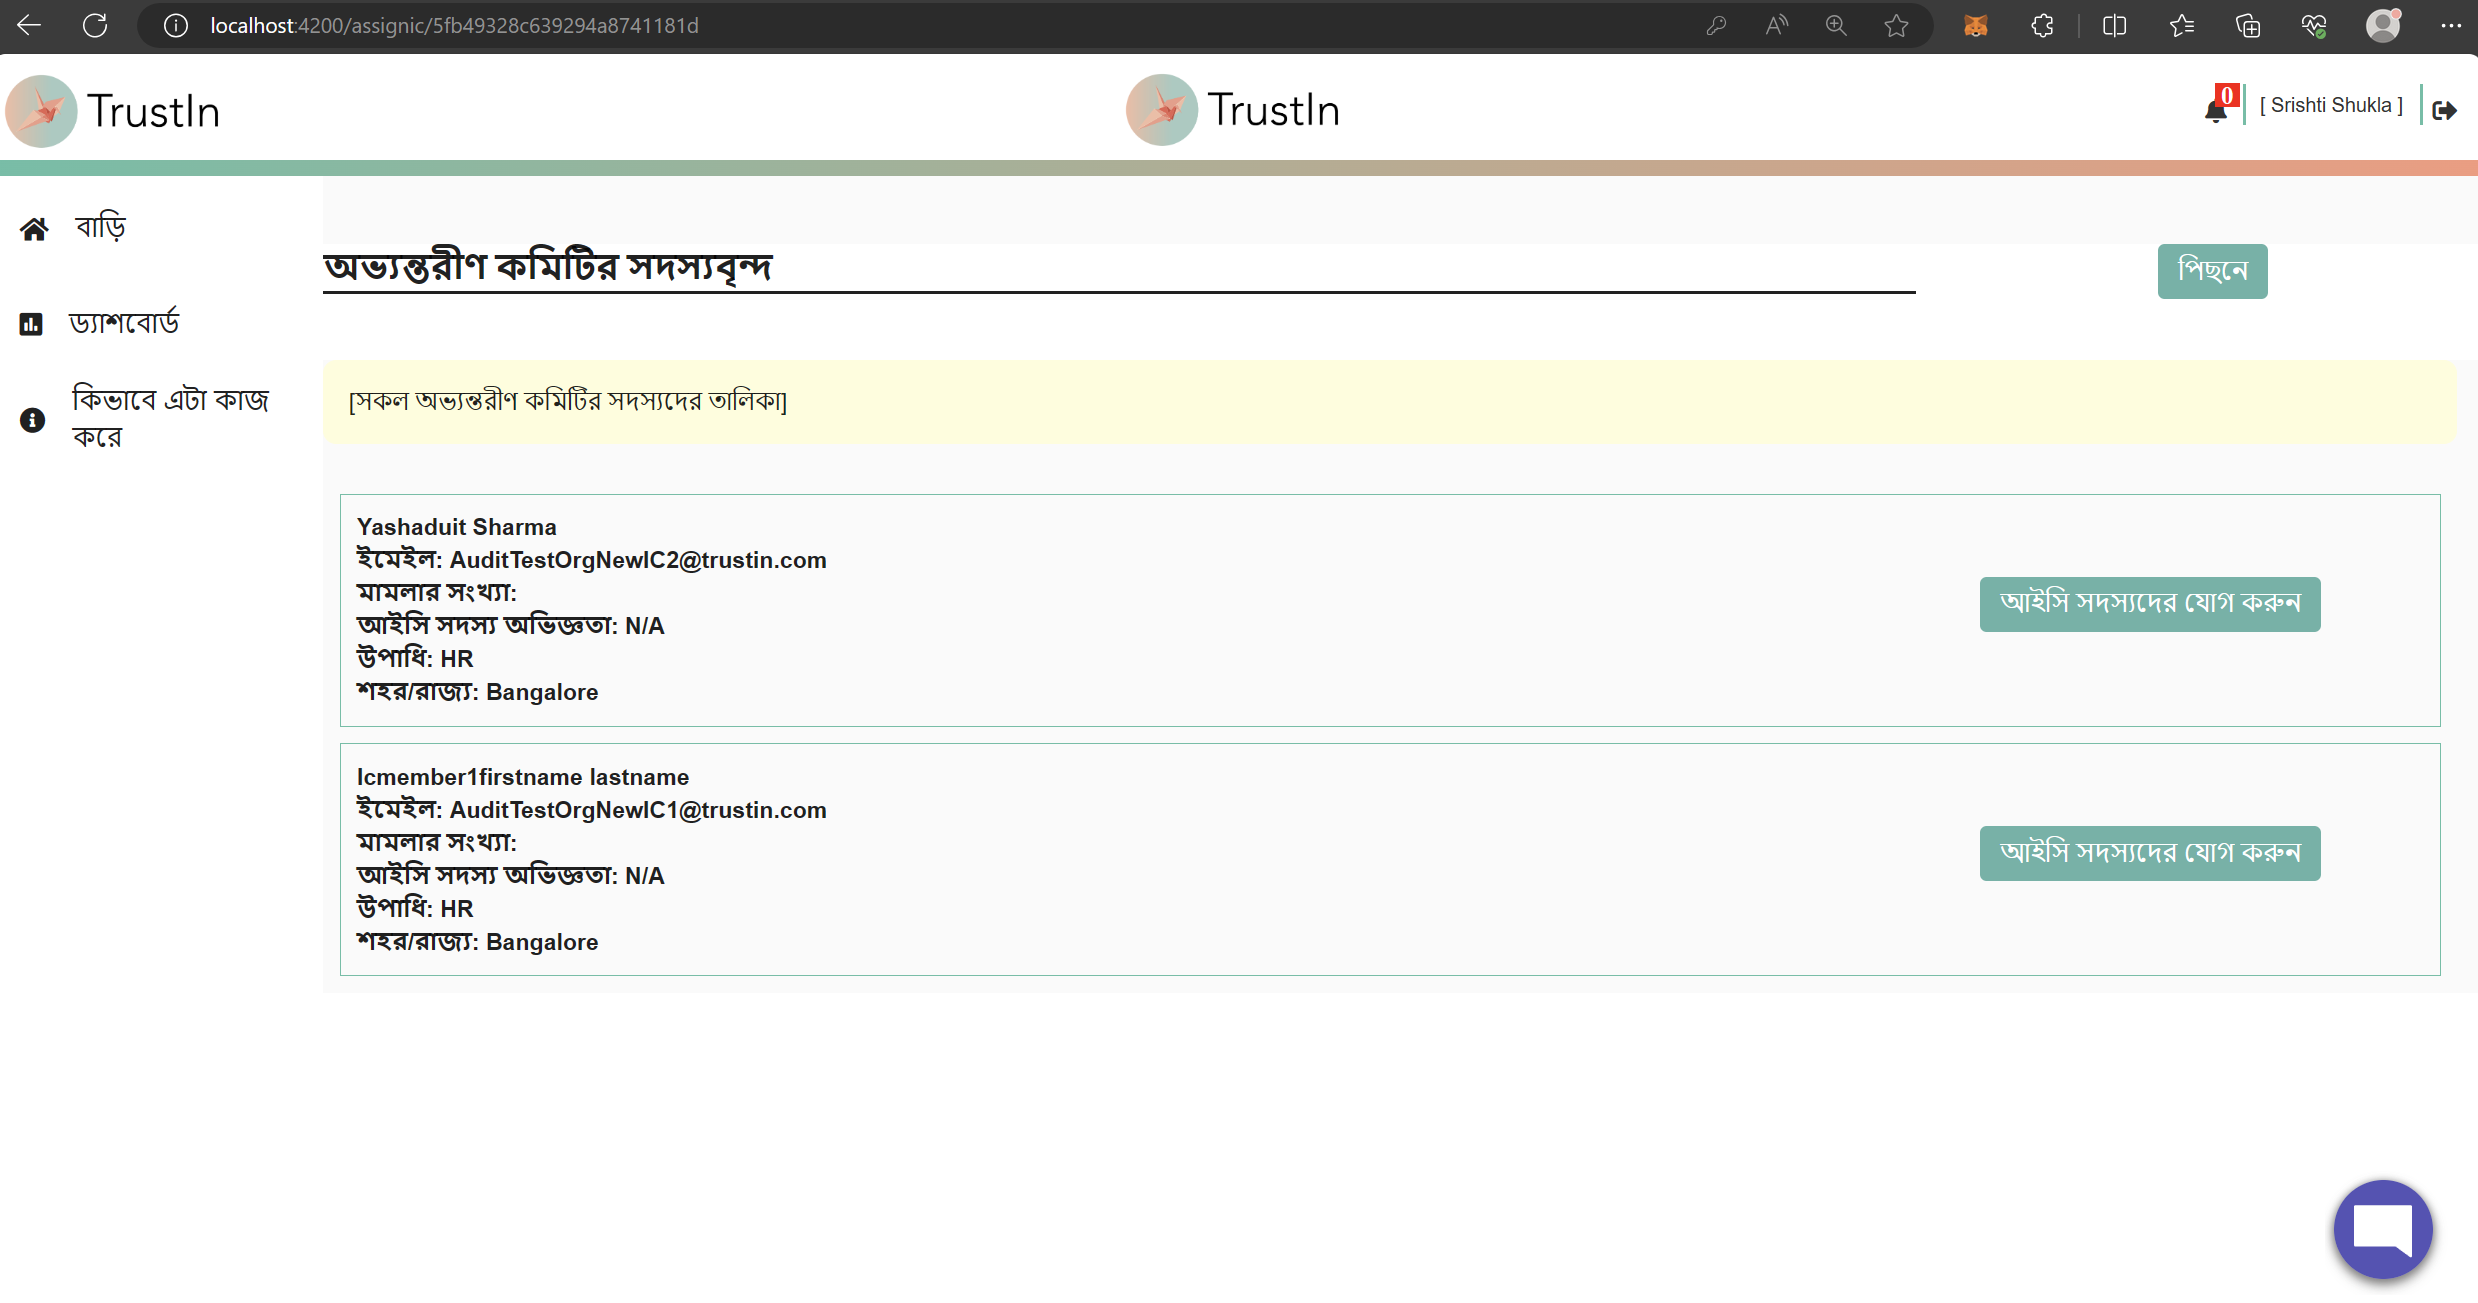 localhost:4200/assignic/5fb49328c639294a8741181d
TrustIn
TrustIn
0
[ Srishti Shukla ]
বাড়ি
ড্যাশবোর্ড
কিভাবে এটা কাজ
করে
অভ্যন্তরীণ কমিটির সদস্যবৃন্দ
পিছনে
[সকল অভ্যন্তরীণ কমিটির সদস্যদের তালিকা]
Yashaduit Sharma
ইমেইল: AuditTestOrgNewIC2@trustin.com
মামলার সংখ্যা:
আইসি সদস্য অভিজ্ঞতা: N/A
উপাধি: HR
শহর/রাজ্য: Bangalore
আইসি সদস্যদের যোগ করুন
Icmember1firstname lastname
ইমেইল: AuditTestOrgNewIC1@trustin.com
মামলার সংখ্যা:
আইসি সদস্য অভিজ্ঞতা: N/A
উপাধি: HR
শহর/রাজ্য: Bangalore
আইসি সদস্যদের যোগ করুন